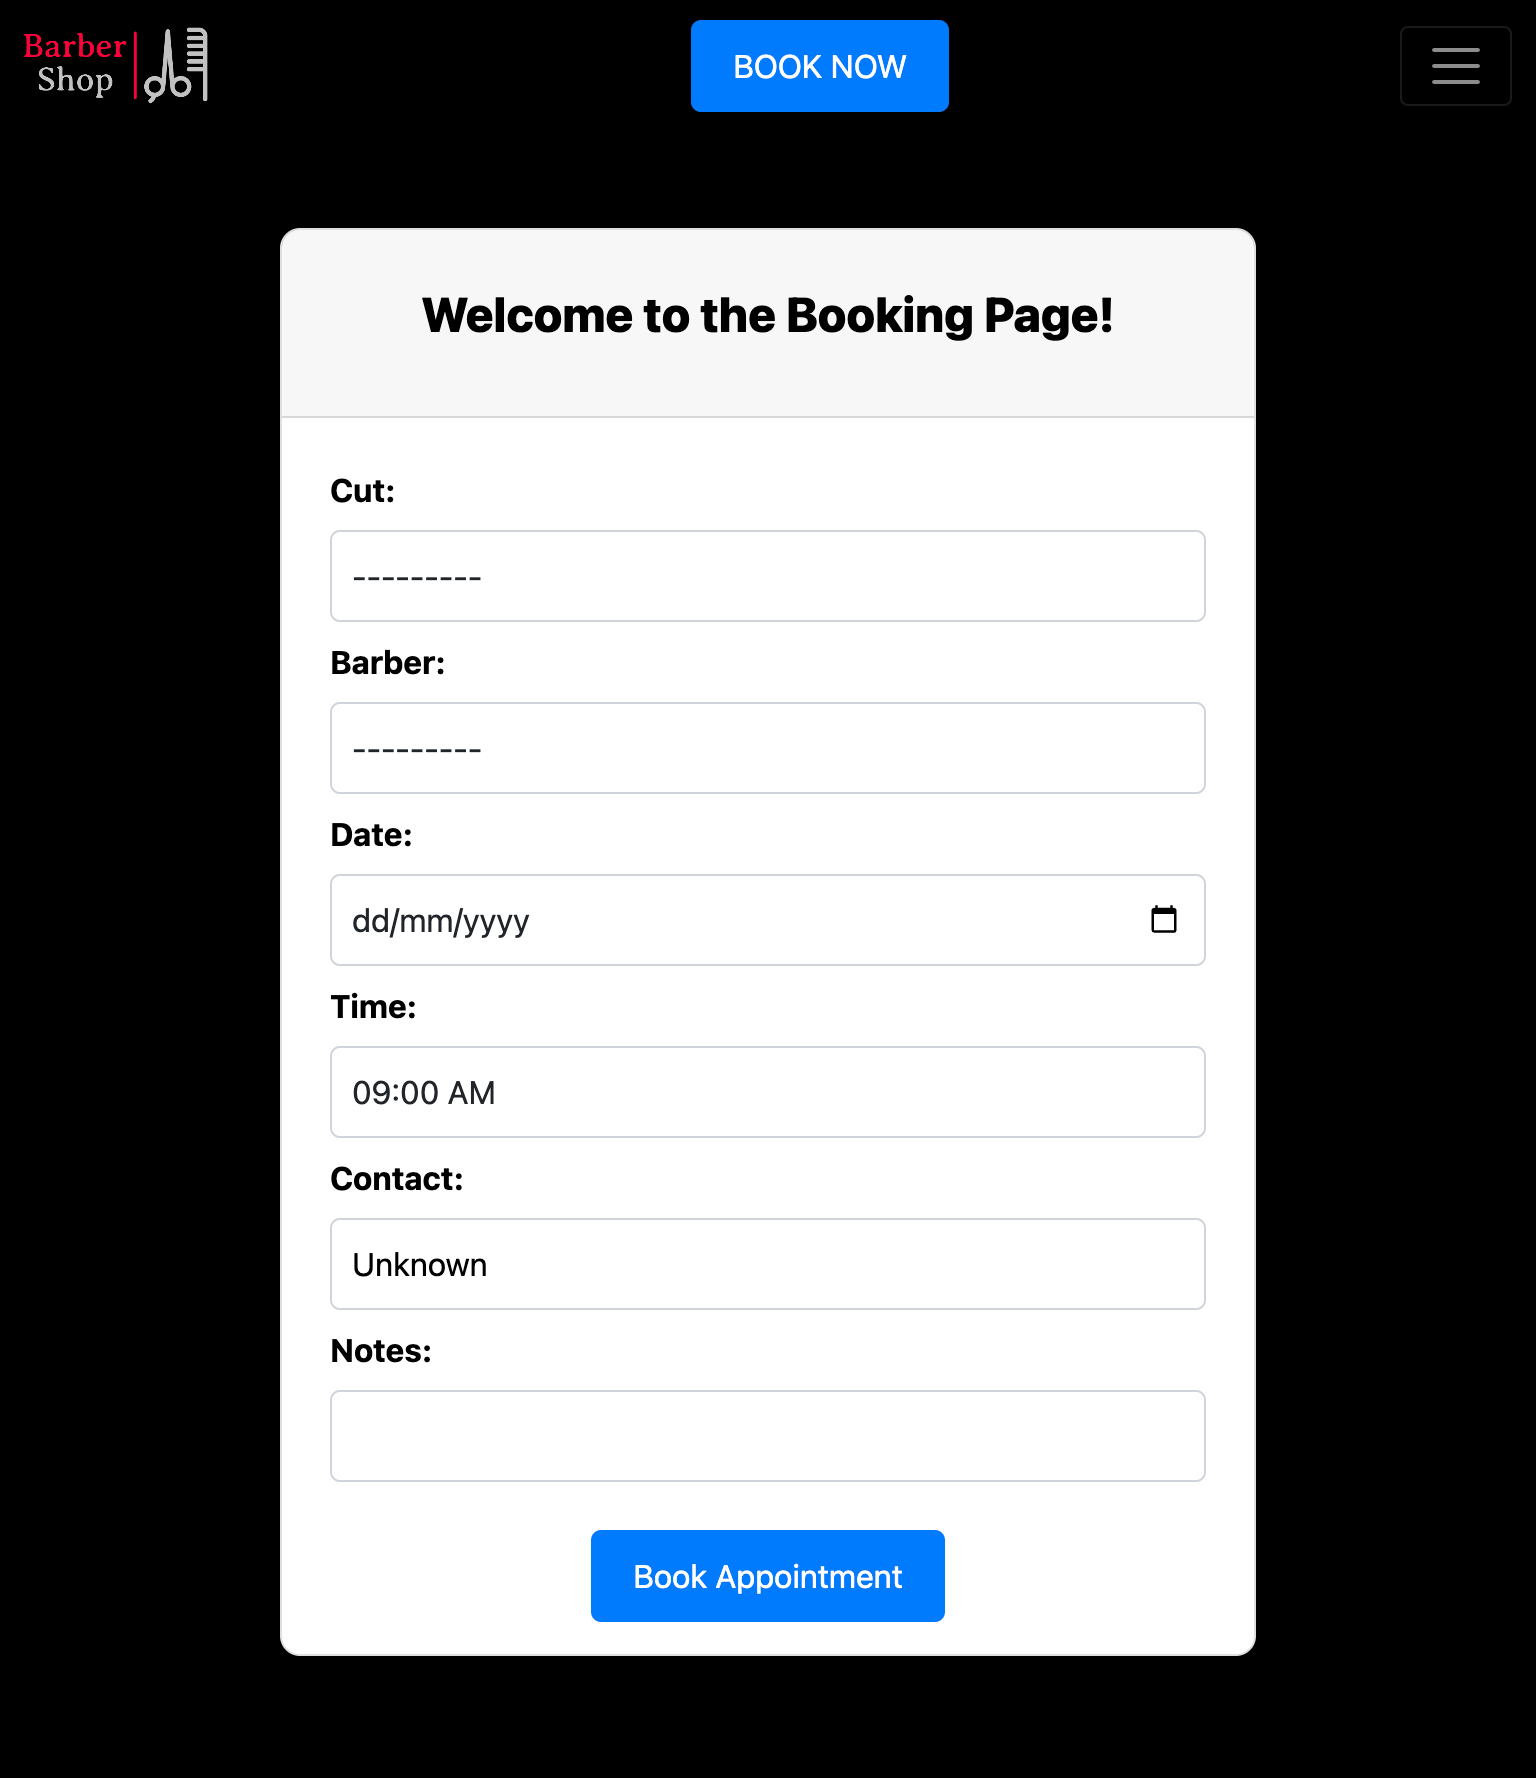 Barber
Shop
BOOK NOW
Welcome to the Booking Page!
Cut:
---------
Barber:
---------
Date:
dd/mm/yyyy
Time:
09:00 AM
Contact:
Unknown
Notes:
Book Appointment